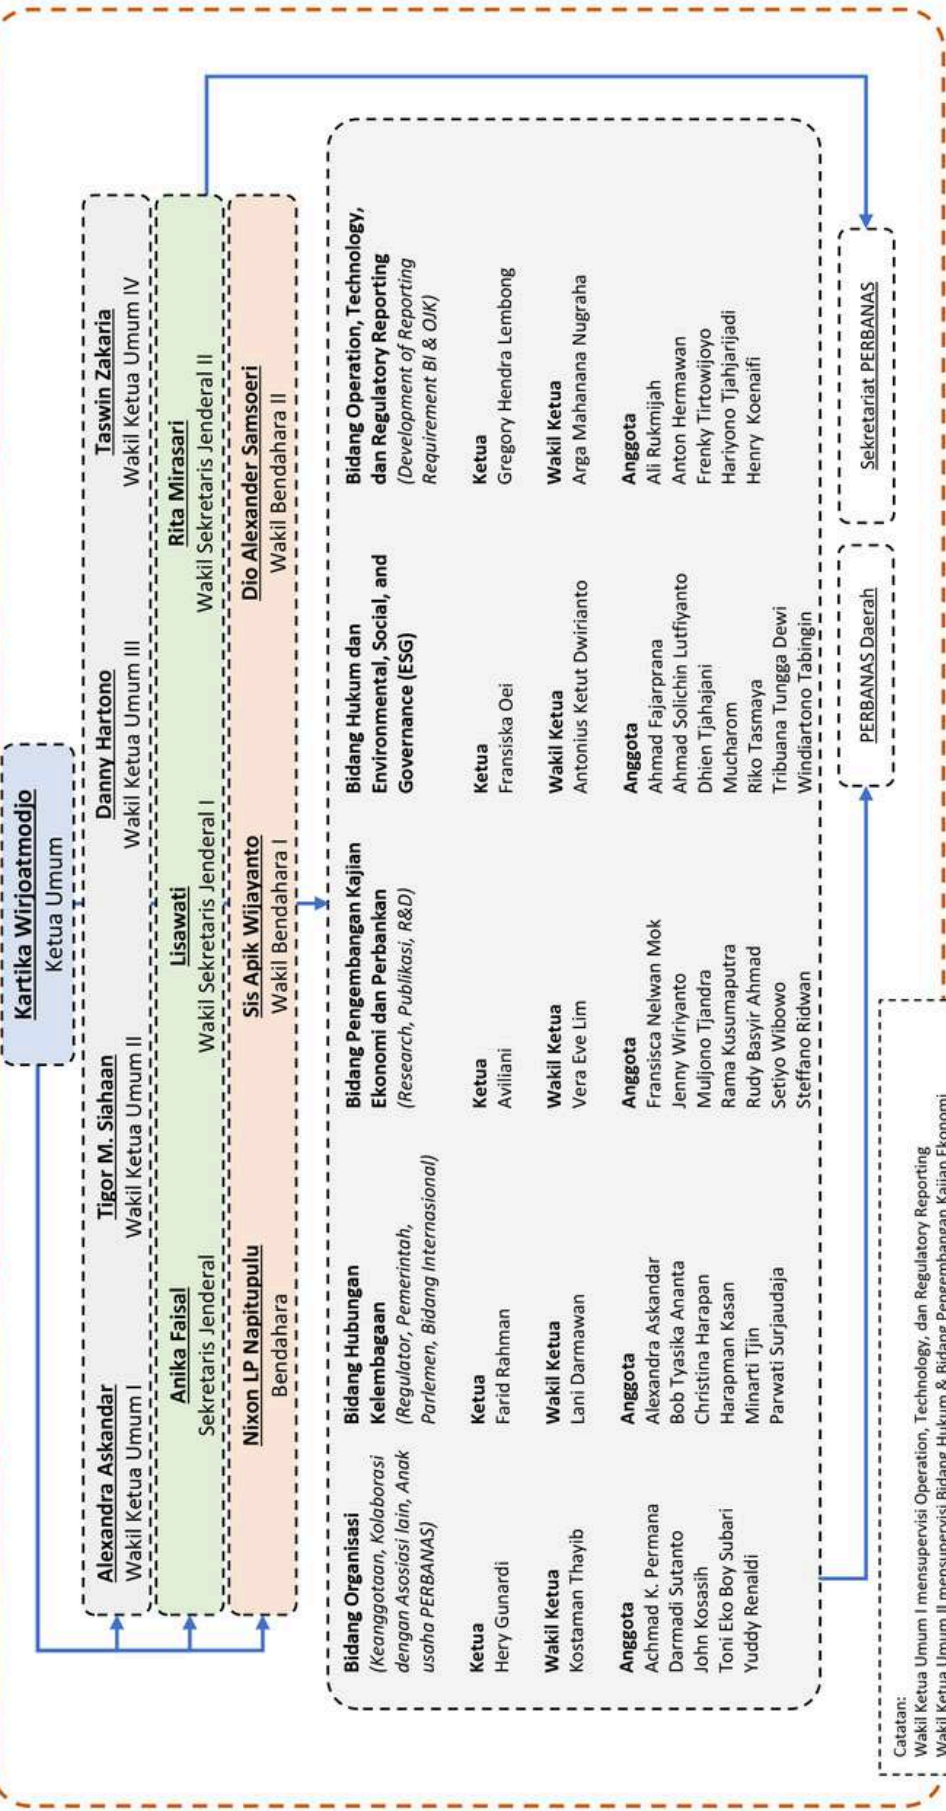 Kartika Wirjoatmodjo
Ketua Umum
Alexandra Askandar
Wakil Ketua Umum I
Tigor M. Siahaan
Wakil Ketua Umum II
Danny Hartono
Wakil Ketua Umum III
Taswin Zakaria
Wakil Ketua Umum IV
Anika Faisal
Sekretaris Jenderal
Lisawati
Wakil Sekretaris Jenderal I
Rita Mirasari
Wakil Sekretaris Jenderal II
Nixon LP Napitupulu
Bendahara
Sis Apik Wijayanto
Wakil Bendahara I
Dio Alexander Samsoeri
Wakil Bendahara II
Bidang Organisasi
(Keanggotaan, Kolaborasi
dengan Asosiasi lain, Anak
usaha PERBANAS)
Ketua
Hery Gunardi
Wakil Ketua
Kostaman Thayib
Anggota
Achmad K. Permana
Darmadi Sutanto
John Kosasih
Toni Eko Boy Subari
Yuddy Renaldi
Bidang Hubungan
Kelembagaan
(Regulator, Pemerintah,
Parlemen, Bidang Internasional)
Ketua
Farid Rahman
Wakil Ketua
Lani Darmawan
Anggota
Alexandra Askandar
Bob Tyasika Ananta
Christina Harapan
Harapman Kasan
Minarti Tjin
Parwati Surjaudaja
Bidang Pengembangan Kajian
Ekonomi dan Perbankan
(Research, Publikasi, R&D)
Ketua
Aviliani
Wakil Ketua
Vera Eve Lim
Anggota
Fransisca Nelwan Mok
Jenny Wiriyanto
Muljono Tjandra
Rama Kusumaputra
Rudy Basyir Ahmad
Setiyo Wibowo
Steffano Ridwan
Bidang Hukum dan
Environmental, Social, and
Governance (ESG)
Ketua
Fransiska Oei
Wakil Ketua
Antonius Ketut Dwirianto
Anggota
Ahmad Fajarprana
Ahmad Solichin Lutfiyanto
Dhien Tjahajani
Mucharom
Riko Tasmaya
Tribuana Tungga Dewi
Windiartono Tabingin
Bidang Operation, Technology,
dan Regulatory Reporting
(Development of Reporting
Requirement BI & OJK)
Ketua
Gregory Hendra Lembong
Wakil Ketua
Arga Mahanana Nugraha
Anggota
Ali Rukmijah
Anton Hermawan
Frenky Tirtowijoyo
Hariyono Tjahjarijadi
Henry Koenaifi
PERBANAS Daerah
Sekretariat PERBANAS
Catatan:
Wakil Ketua Umum I mensupervisi Operation, Technology, dan Regulatory Reporting
Wakil Ketua Umum II mensupervisi Bidang Hukum & Bidang Pengembangan Kajian Ekonomi